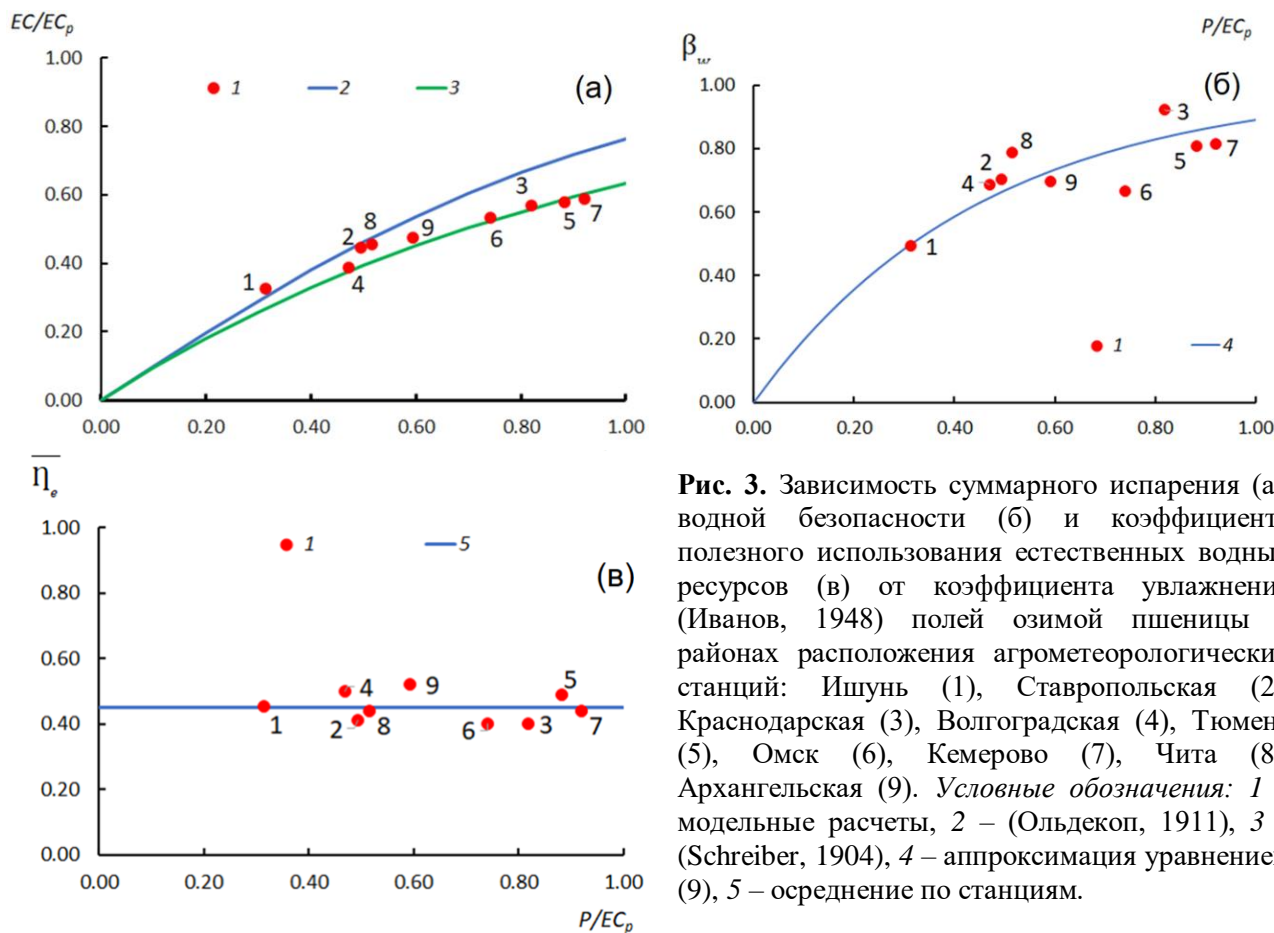 EC/EC_p
1.00
0.80
0.60
0.40
0.20
0.00
0.00 0.20 0.40 0.60 0.80 1.00
1 2 3
(а)
1
2
8
4
9
3
6
5
7
P/EC_p
β_w
1.00
0.80
0.60
0.40
0.20
0.00
0.00 0.20 0.40 0.60 0.80 1.00
(б)
3
8
2
4
9
5
7
6
1
1 4
η_e
1.00
0.80
0.60
0.40
0.20
0.00
0.00 0.20 0.40 0.60 0.80 1.00
P/EC_p
1 5
(в)
1
4
9
5
2
8
6
3
7
Рис. 3. Зависимость суммарного испарения (а
водной безопасности (б) и коэффициент
полезного использования естественных водны
ресурсов (в) от коэффициента увлажнени
(Иванов, 1948) полей озимой пшеницы
районах расположения агрометеорологически
станций: Ишунь (1), Ставропольская (2
Краснодарская (3), Волгоградская (4), Тюмен
(5), Омск (6), Кемерово (7), Чита (8
Архангельская (9). Условные обозначения: 1
модельные расчеты, 2 – (Ольдекоп, 1911), 3
(Schreiber, 1904), 4 – аппроксимация уравнение
(9), 5 – осреднение по станциям.